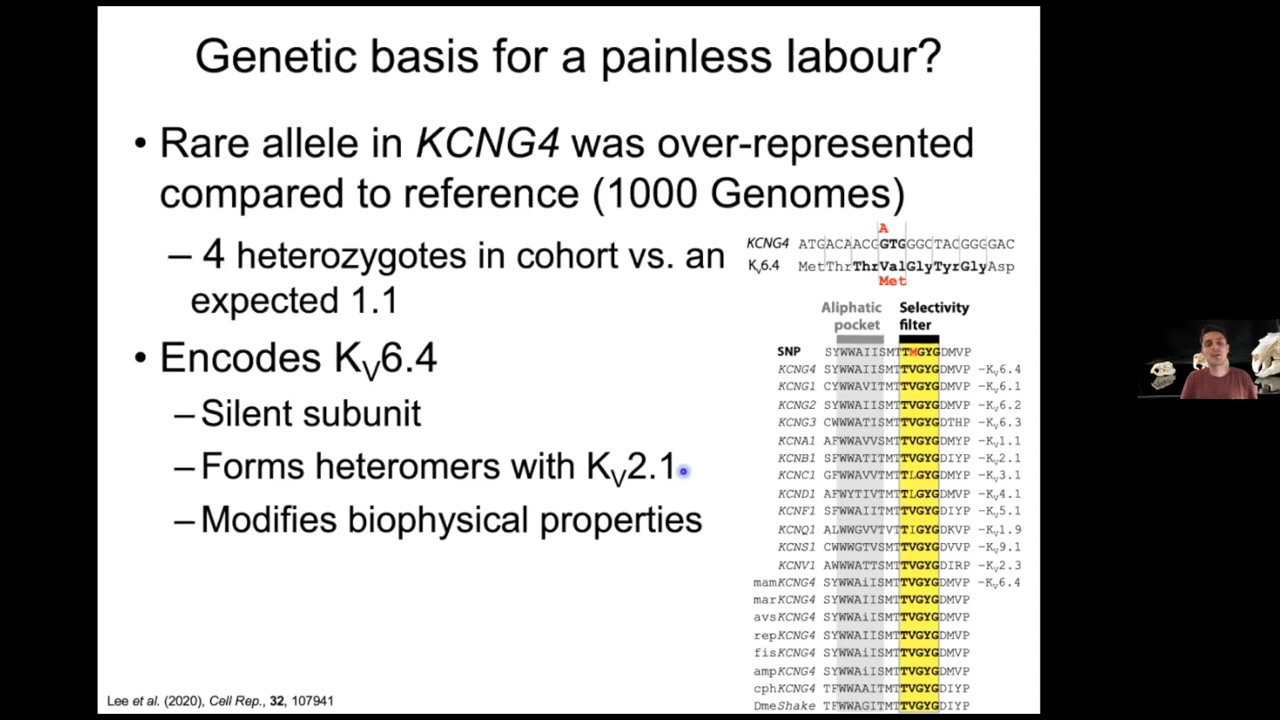 Genetic basis for a painless labour?
• Rare allele in KCNG4 was over-represented
compared to reference (1000 Genomes)
– 4 heterozygotes in cohort vs. an
expected 1.1
• Encodes KV6.4
– Silent subunit
– Forms heteromers with KV2.1
– Modifies biophysical properties
A
KCNG4 ATGACAACGGTGGGCTACGGGGAC
KV6.4 MetThrThrValGlyTyrGlyAsp
Met
Aliphatic pocket
Selectivity filter
SNP SYWWAIISMTTMGYGDMVP
KCNG4 SYWWAIISMTTVGYGDMVP –KV6.4
KCNG1 CYWWAVITMTTVGYGDMVP –KV6.1
KCNG2 SYWWAIISMTTVGYGDMVP –KV6.2
KCNG3 CWWWATISMTTVGYGDTHP –KV6.3
KCNA1 AFWWAVVSMTTVGYGDMYP –KV1.1
KCNB1 SFWWATITMTTVGYGDIYP –KV2.1
KCNC1 GFWWAVVTMTTLGYGDMYP –KV3.1
KCND1 AFWYTIVTMTTLGYGDMVP –KV4.1
KCNF1 SFWWAIITMTTVGYGDIYP –KV5.1
KCNQ1 ALWWGVVTVTTIGYGDKVP –KV1.9
KCNS1 CWWWGTVSMTTVGYGDVVP –KV9.1
KCNV1 AWWWATTSMTTVGYGDIRP –KV2.3
mamKCNG4 SYWWAiISMTTVGYGDMVP –KV6.4
marKCNG4 SYWWAIISMTTVGYGDMVP
avsKCNG4 SYWWAiISMTTVGYGDMVP
repKCNG4 SYWWAIISMTTVGYGDMVP
fisKCNG4 SYWWAiISMTTVGYGDMVP
ampKCNG4 SYWWAiISMTTVGYGDMVP
cphKCNG4 TFWWAAITMTTVGYGDIYP
DmeShake TFWWAGITMTTVGYGDIYP
Lee et al. (2020), Cell Rep., 32, 107941